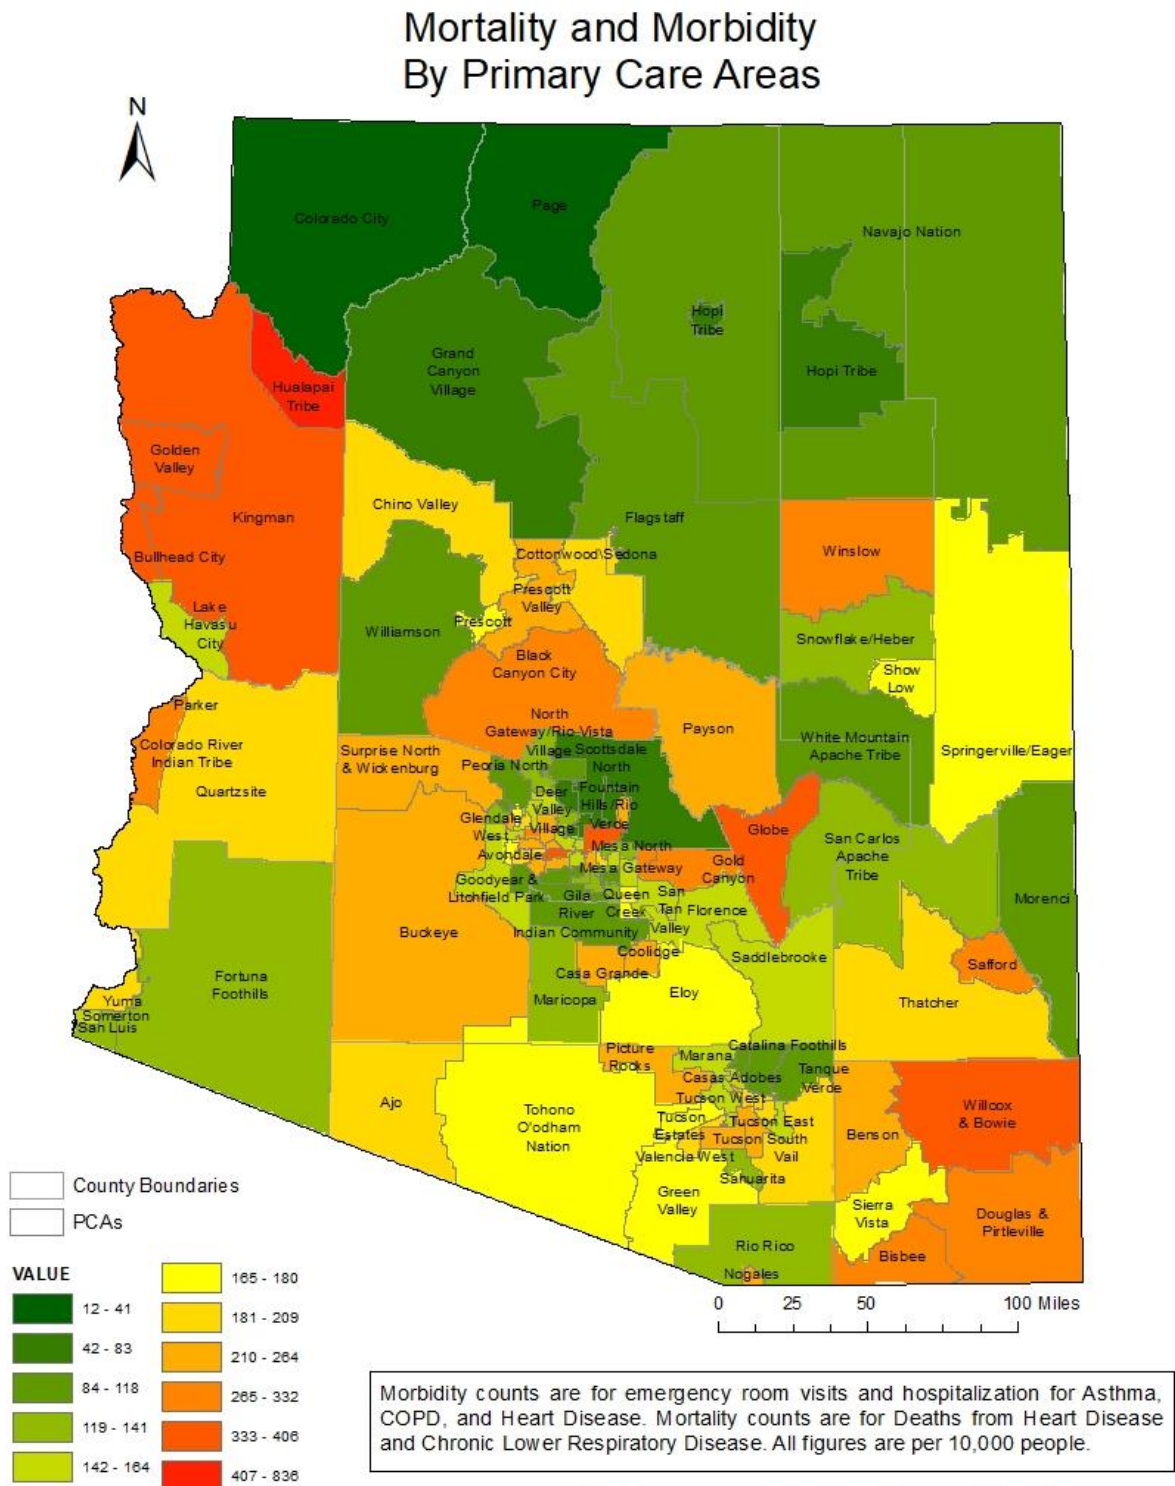 Mortality and Morbidity
By Primary Care Areas
N
Colorado City
Page
Navajo Nation
Hopi
Tribe
Grand
Canyon
Village
Hopi Tribe
Hualapai
Tribe
Golden
Valley
Chino Valley
Kingman
Flagstaff
Bullhead City
Cottonwood\Sedona
Winslow
Prescott
Valley
Lake
Havasu
City
Prescott
Williamson
Snowflake/Heber
Black
Canyon City
Show
Low
Parker
North
Gateway/Rio Vista
Village
Payson
White Mountain
Apache Tribe
Springerville/Eager
Colorado River
Indian Tribe
Surprise North
& Wickenburg
Scottsdale
North
Peoria North
Quartzsite
Deer
Valley
Village
Fountain
Hills/Rio
Verde
Glendale
West
Globe
San Carlos
Apache
Tribe
Avondale
Mesa North
Mesa Gateway
Gold
Canyon
Goodyear &
Litchfield Park
Gila
River
Indian Community
Queen
Creek
San
Tan
Valley
Florence
Morenci
Buckeye
Coolidge
Saddlebrooke
Safford
Casa Grande
Fortuna
Foothills
Eloy
Maricopa
Thatcher
Yuma
Somerton
San Luis
Picture
Rocks
Marana
Catalina Foothills
Casas Adobes
Tanque
Verde
Ajo
Tucson West
Willcox
& Bowie
Tohono
O'odham
Nation
Tucson
Estates
Tucson East
Tucson South
Benson
Valencia West
Vail
Sahuarita
Green
Valley
Sierra
Vista
Douglas &
Pirtleville
Rio Rico
Bisbee
Nogales
County Boundaries
PCAs
VALUE
12 - 41
42 - 83
84 - 118
119 - 141
142 - 164
165 - 180
181 - 209
210 - 264
265 - 332
333 - 406
407 - 836
0 25 50 100 Miles
Morbidity counts are for emergency room visits and hospitalization for Asthma,
COPD, and Heart Disease. Mortality counts are for Deaths from Heart Disease
and Chronic Lower Respiratory Disease. All figures are per 10,000 people.